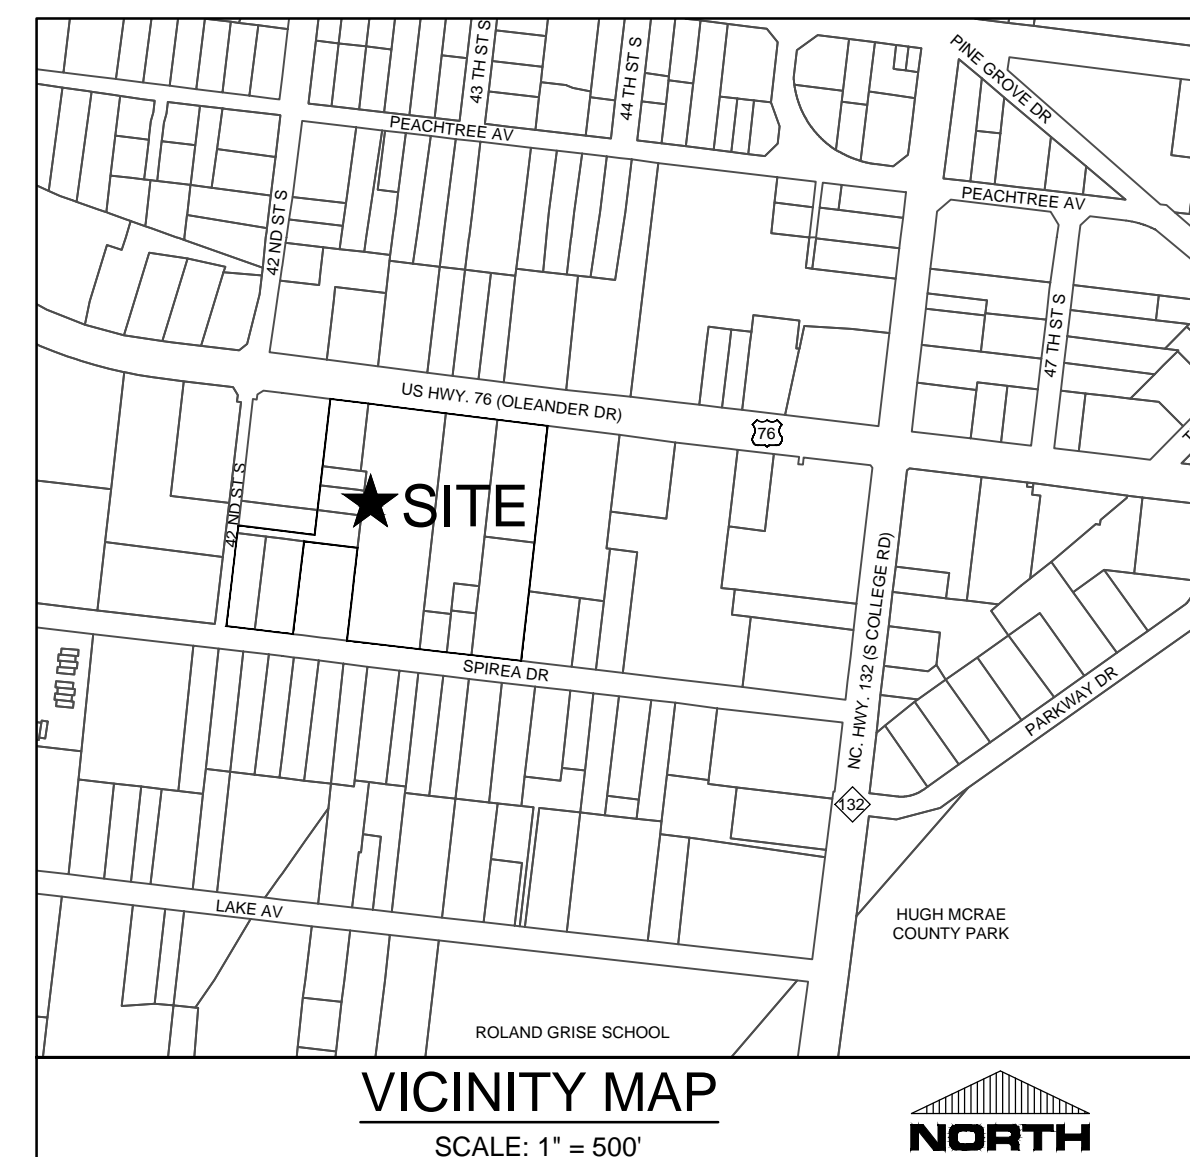 43 TH ST S
44 TH ST S
PINE GROVE DR
PEACHTREE AV
PEACHTREE AV
42 ND ST S
47 TH ST S
US HWY. 76 (OLEANDER DR)
76
SITE
42 ND ST S
NC. HWY. 132 (S COLLEGE RD)
SPIREA DR
PARKWAY DR
132
LAKE AV
HUGH MCRAE
COUNTY PARK
ROLAND GRISE SCHOOL
VICINITY MAP
SCALE: 1" = 500'
NORTH